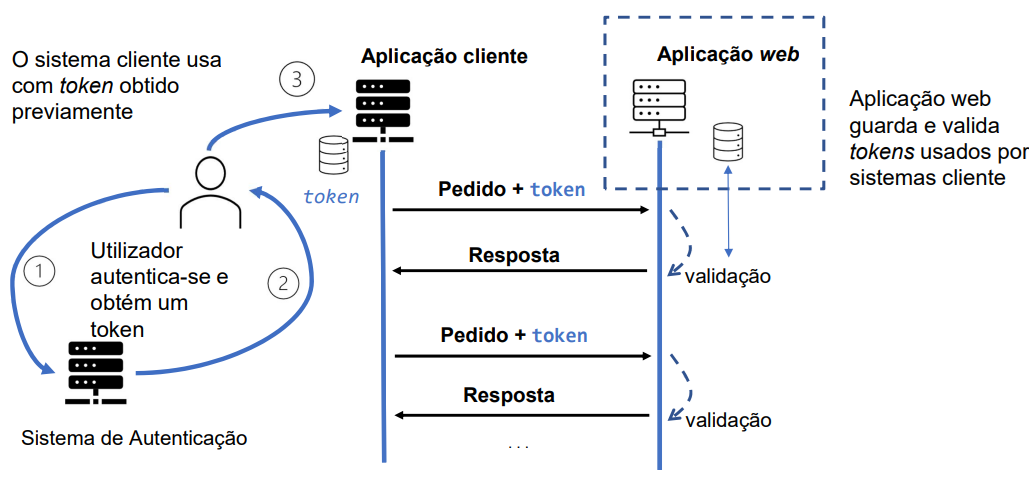 O sistema cliente usa
com token obtido
previamente
3
Aplicação cliente
Aplicação web
Aplicação web
guarda e valida
tokens usados por
sistemas cliente
token
Pedido + token
Resposta
validação
1
Utilizador
autentica-se e
obtém um
token
2
Pedido + token
Resposta
validação
Sistema de Autenticação
...